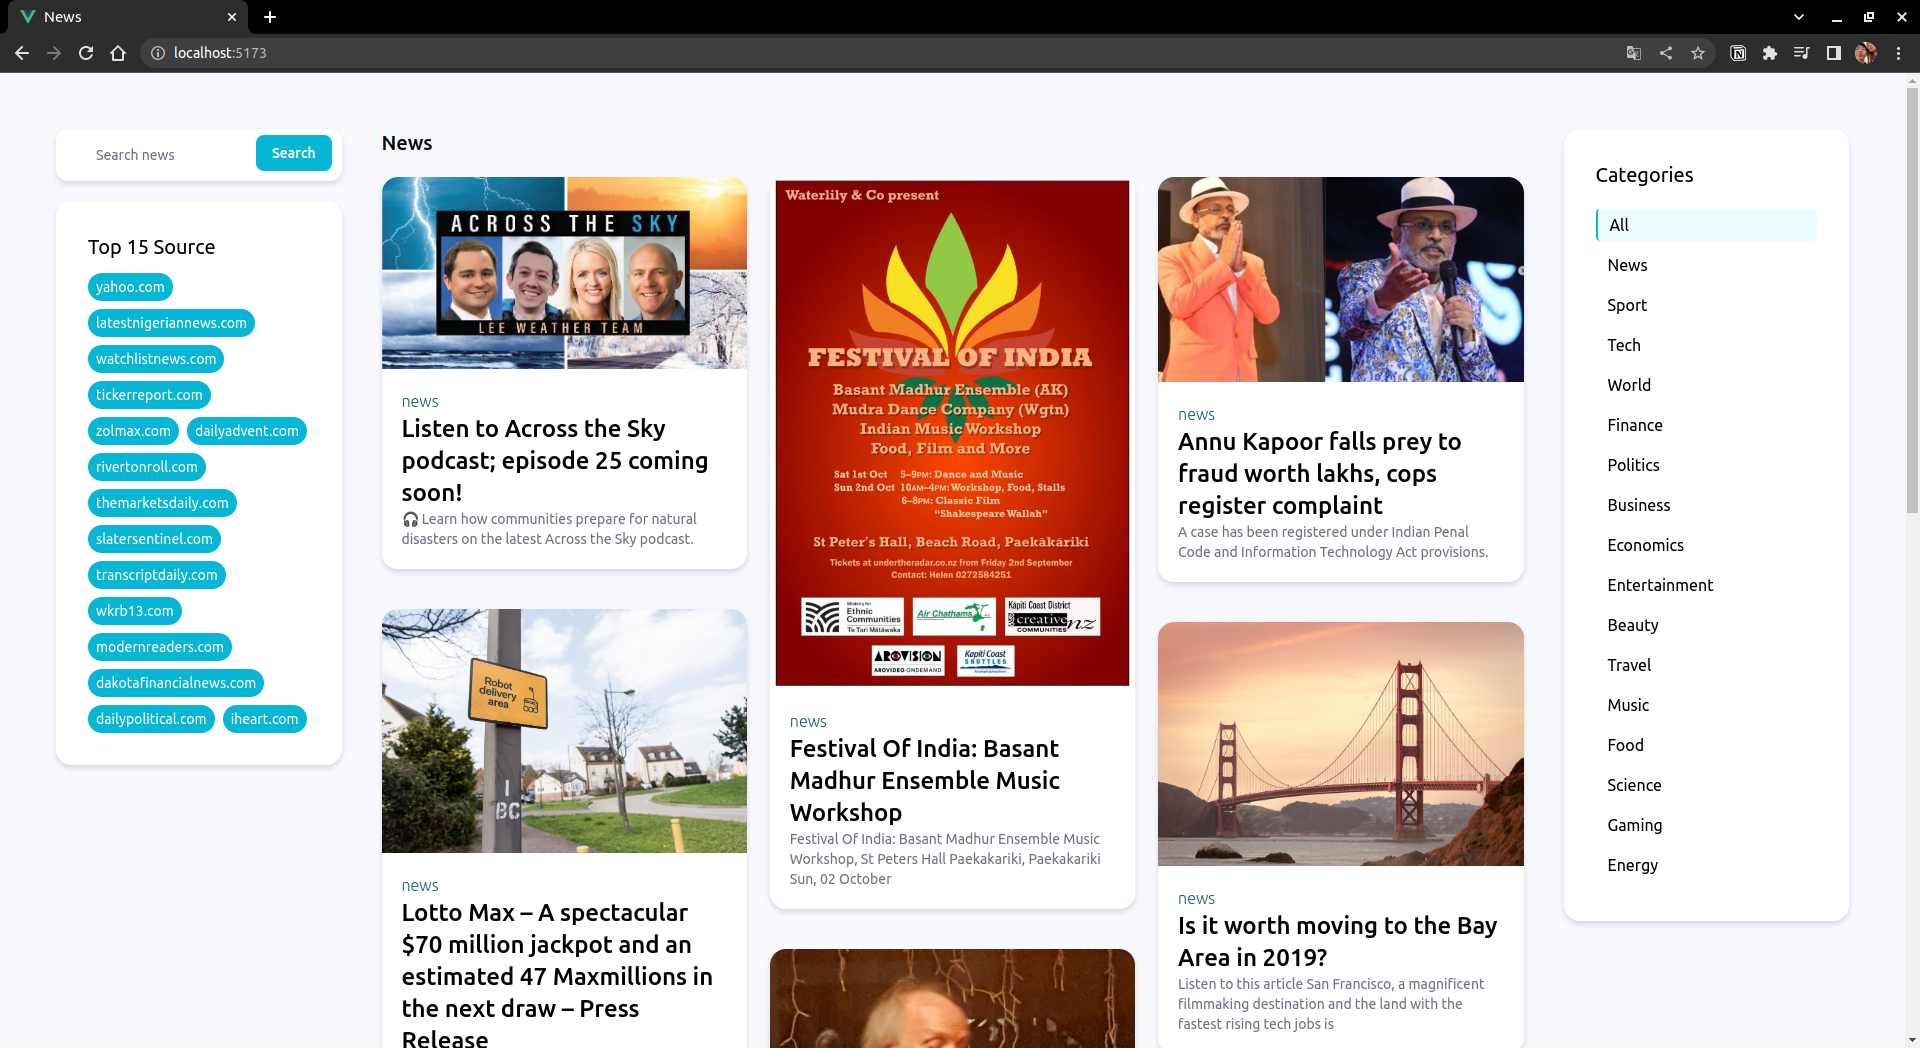 News
localhost:5173
Search news
Search
Top 15 Source
yahoo.com
latestnigeriannews.com
watchlistnews.com
tickerreport.com
zolmax.com
dailyadvent.com
rivertonroll.com
themarketsdaily.com
slatersentinel.com
transcriptdaily.com
wkrb13.com
modernreaders.com
dakotafinancialnews.com
dailypolitical.com
iheart.com
News
ACROSS THE SKY
LEE WEATHER TEAM
news
Listen to Across the Sky
podcast; episode 25 coming
soon!
🎧 Learn how communities prepare for natural
disasters on the latest Across the Sky podcast.
Robot
delivery
area
BC
news
Lotto Max – A spectacular
$70 million jackpot and an
estimated 47 Maxmillions in
the next draw – Press
Release
Waterlily & Co present
FESTIVAL OF INDIA
Basant Madhur Ensemble (AK)
Mudra Dance Company (Wgtn)
Indian Music Workshop
Food, Film and More
Sat 1st Oct 5–9PM: Dance and Music
Sun 2nd Oct 10AM–4PM: Workshop, Food, Stalls
6–8PM: Classic Film
“Shakespeare Wallah”
St Peter's Hall, Beach Road, Paekākāriki
Tickets at undertheradar.co.nz from Friday 2nd September
Contact: Helen 0272584251
Ministry for
Ethnic
Communities
Te Tari Mātāwaka
Air Chathams
Kāpiti Coast District
creative nz
COMMUNITIES
AROVISION
AROVIDEO ONDEMAND
Kapiti Coast
SHUTTLES
news
Festival Of India: Basant
Madhur Ensemble Music
Workshop
Festival Of India: Basant Madhur Ensemble Music
Workshop, St Peters Hall Paekakariki, Paekakariki
Sun, 02 October
news
Annu Kapoor falls prey to
fraud worth lakhs, cops
register complaint
A case has been registered under Indian Penal
Code and Information Technology Act provisions.
news
Is it worth moving to the Bay
Area in 2019?
Listen to this article San Francisco, a magnificent
filmmaking destination and the land with the
fastest rising tech jobs is
Categories
All
News
Sport
Tech
World
Finance
Politics
Business
Economics
Entertainment
Beauty
Travel
Music
Food
Science
Gaming
Energy